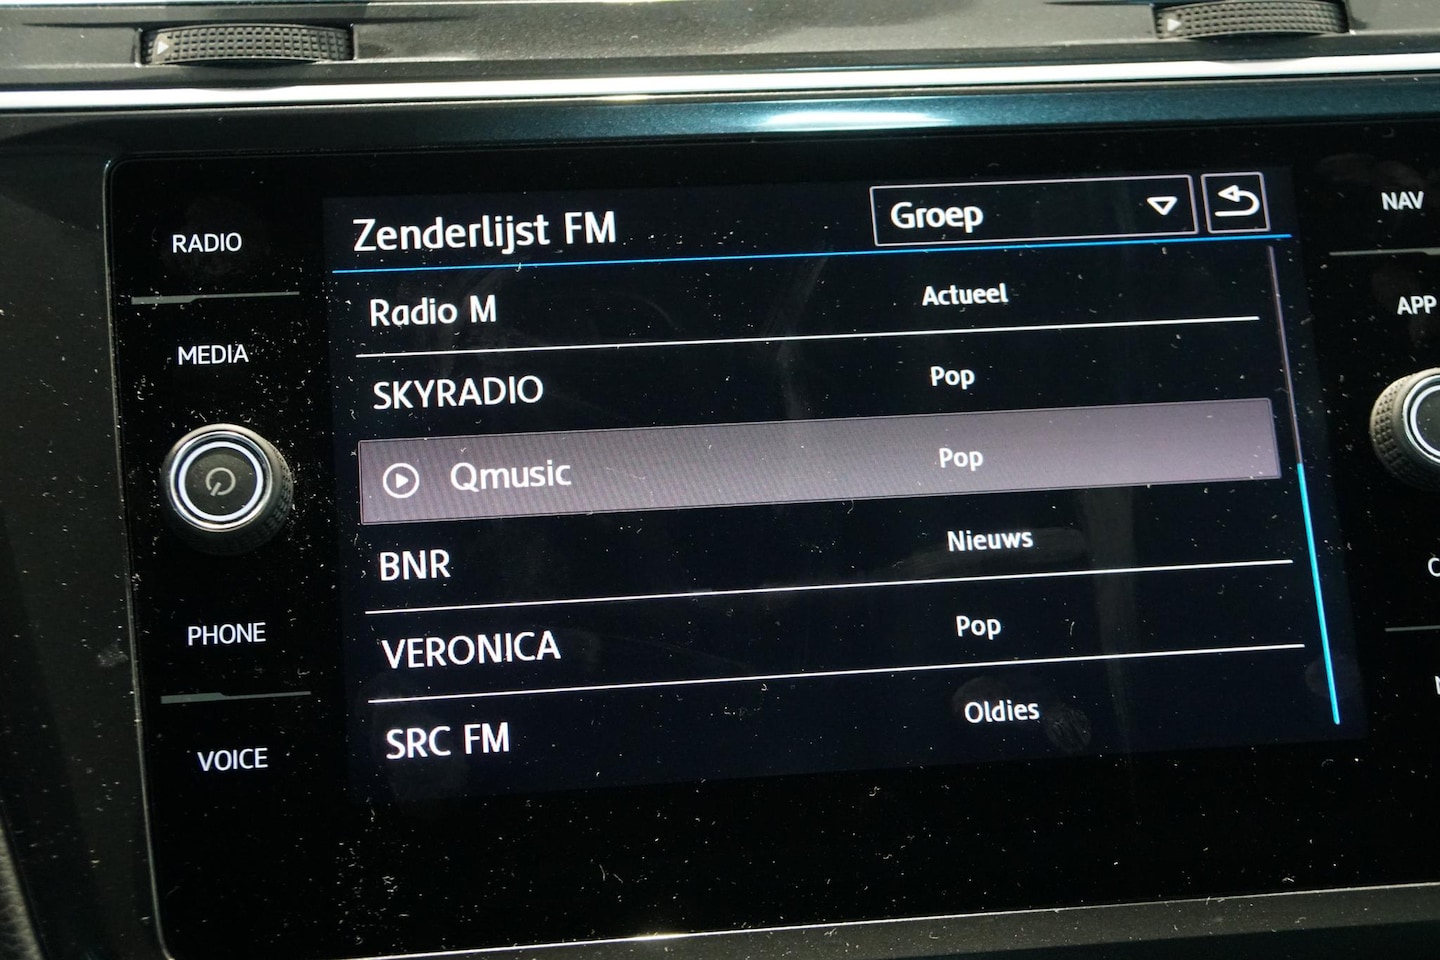 RADIO
MEDIA
PHONE
VOICE
Zenderlijst FM
Groep
Radio M Actueel
SKYRADIO Pop
Qmusic Pop
BNR Nieuws
VERONICA Pop
SRC FM Oldies
NAV
APP